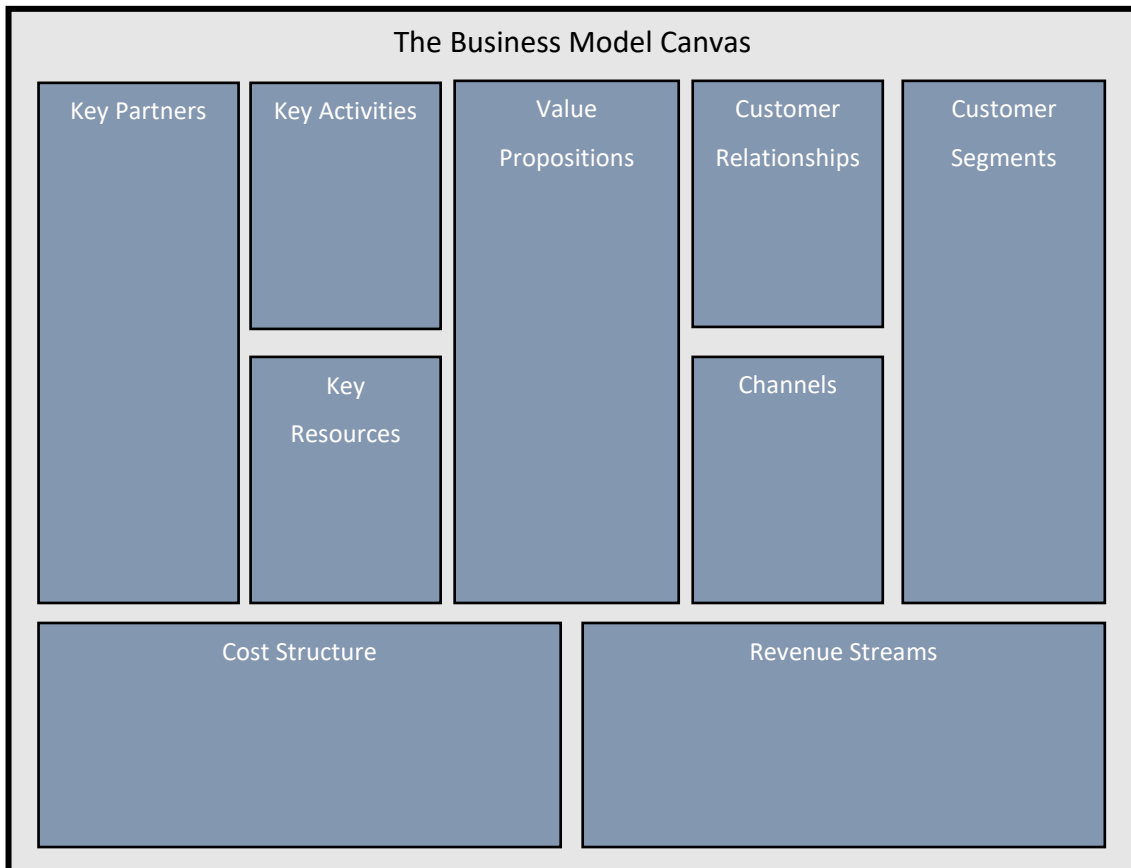 The Business Model Canvas
Key Partners
Key Activities
Value
Propositions
Customer
Relationships
Customer
Segments
Key
Resources
Channels
Cost Structure
Revenue Streams